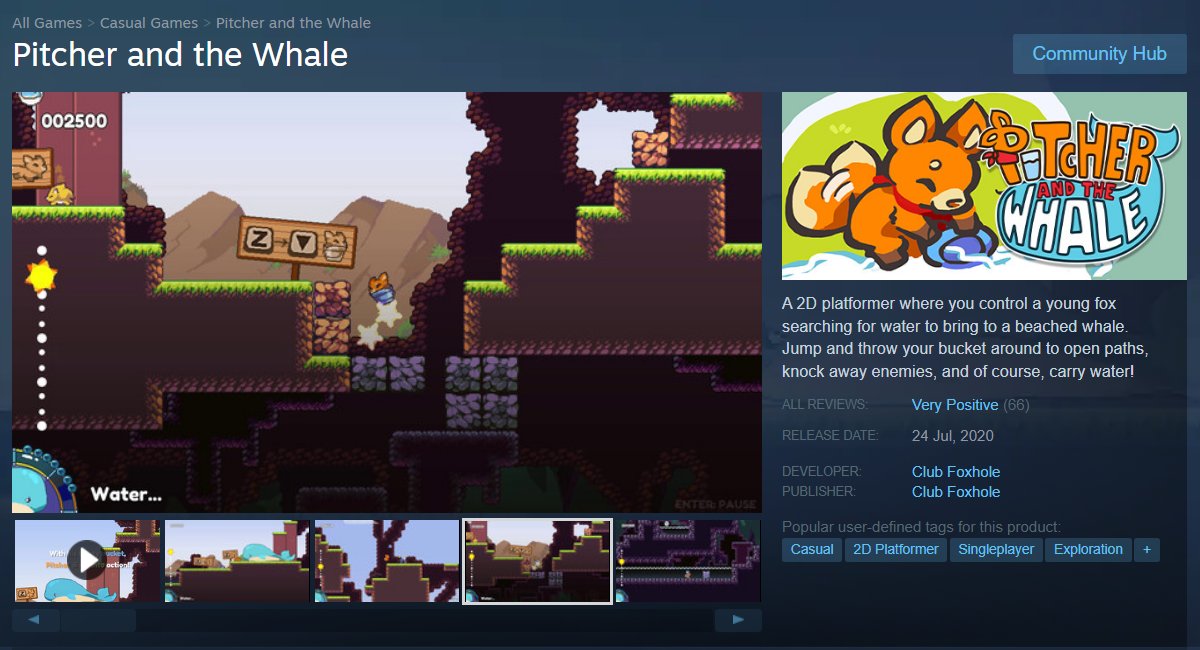 All Games > Casual Games > Pitcher and the Whale
Pitcher and the Whale
Community Hub
002500
Z
Water...
ENTER: PAUSE
PITCHER
AND THE
WHALE
A 2D platformer where you control a young fox
searching for water to bring to a beached whale.
Jump and throw your bucket around to open paths,
knock away enemies, and of course, carry water!
ALL REVIEWS: Very Positive (66)
RELEASE DATE: 24 Jul, 2020
DEVELOPER: Club Foxhole
PUBLISHER: Club Foxhole
Popular user-defined tags for this product:
Casual 2D Platformer Singleplayer Exploration +